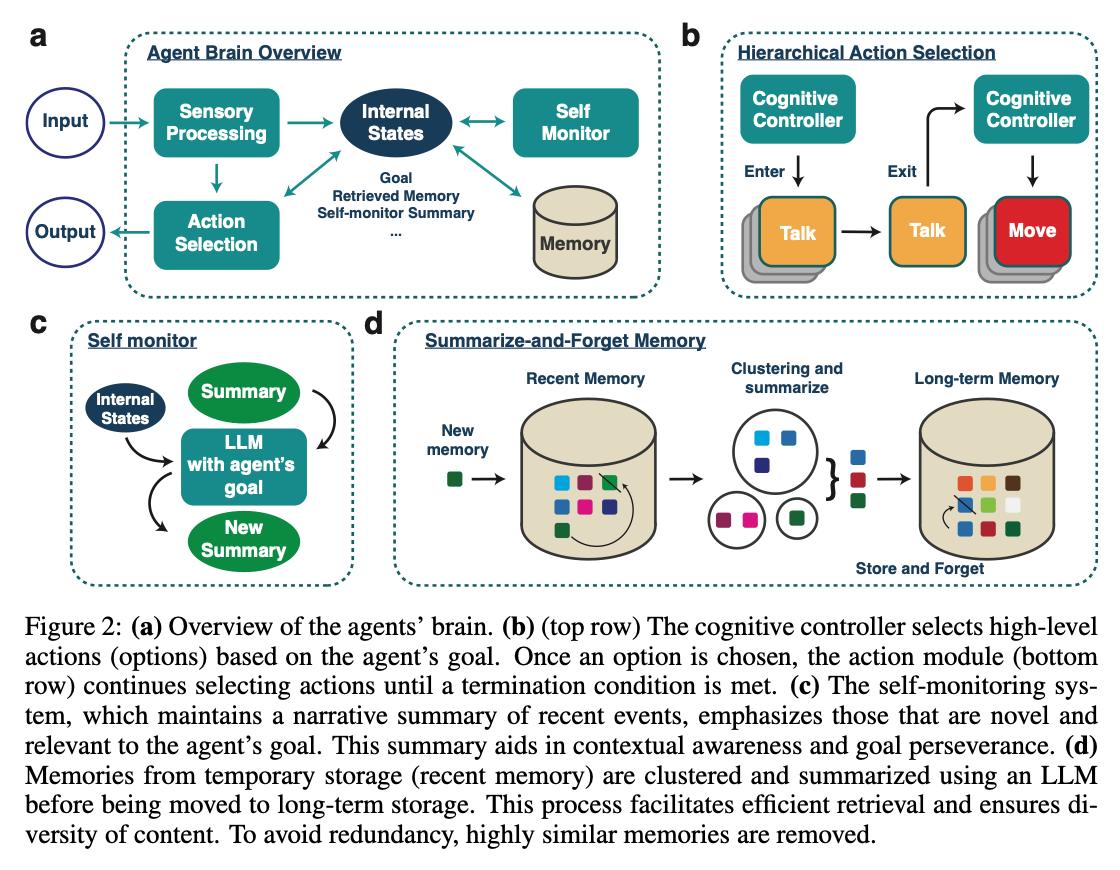 a
Agent Brain Overview
Input
Sensory
Processing
Internal
States
Self
Monitor
Goal
Retrieved Memory
Self-monitor Summary
...
Output
Action
Selection
Memory
b
Hierarchical Action Selection
Cognitive
Controller
Cognitive
Controller
Enter
Exit
Talk
Talk
Move
c
Self monitor
Internal
States
Summary
LLM
with agent's
goal
New
Summary
d
Summarize-and-Forget Memory
Recent Memory
Clustering and
summarize
Long-term Memory
New
memory
}
Store and Forget
Figure 2: (a) Overview of the agents' brain. (b) (top row) The cognitive controller selects high-level
actions (options) based on the agent's goal. Once an option is chosen, the action module (bottom
row) continues selecting actions until a termination condition is met. (c) The self-monitoring sys-
tem, which maintains a narrative summary of recent events, emphasizes those that are novel and
relevant to the agent's goal. This summary aids in contextual awareness and goal perseverance. (d)
Memories from temporary storage (recent memory) are clustered and summarized using an LLM
before being moved to long-term storage. This process facilitates efficient retrieval and ensures di-
versity of content. To avoid redundancy, highly similar memories are removed.